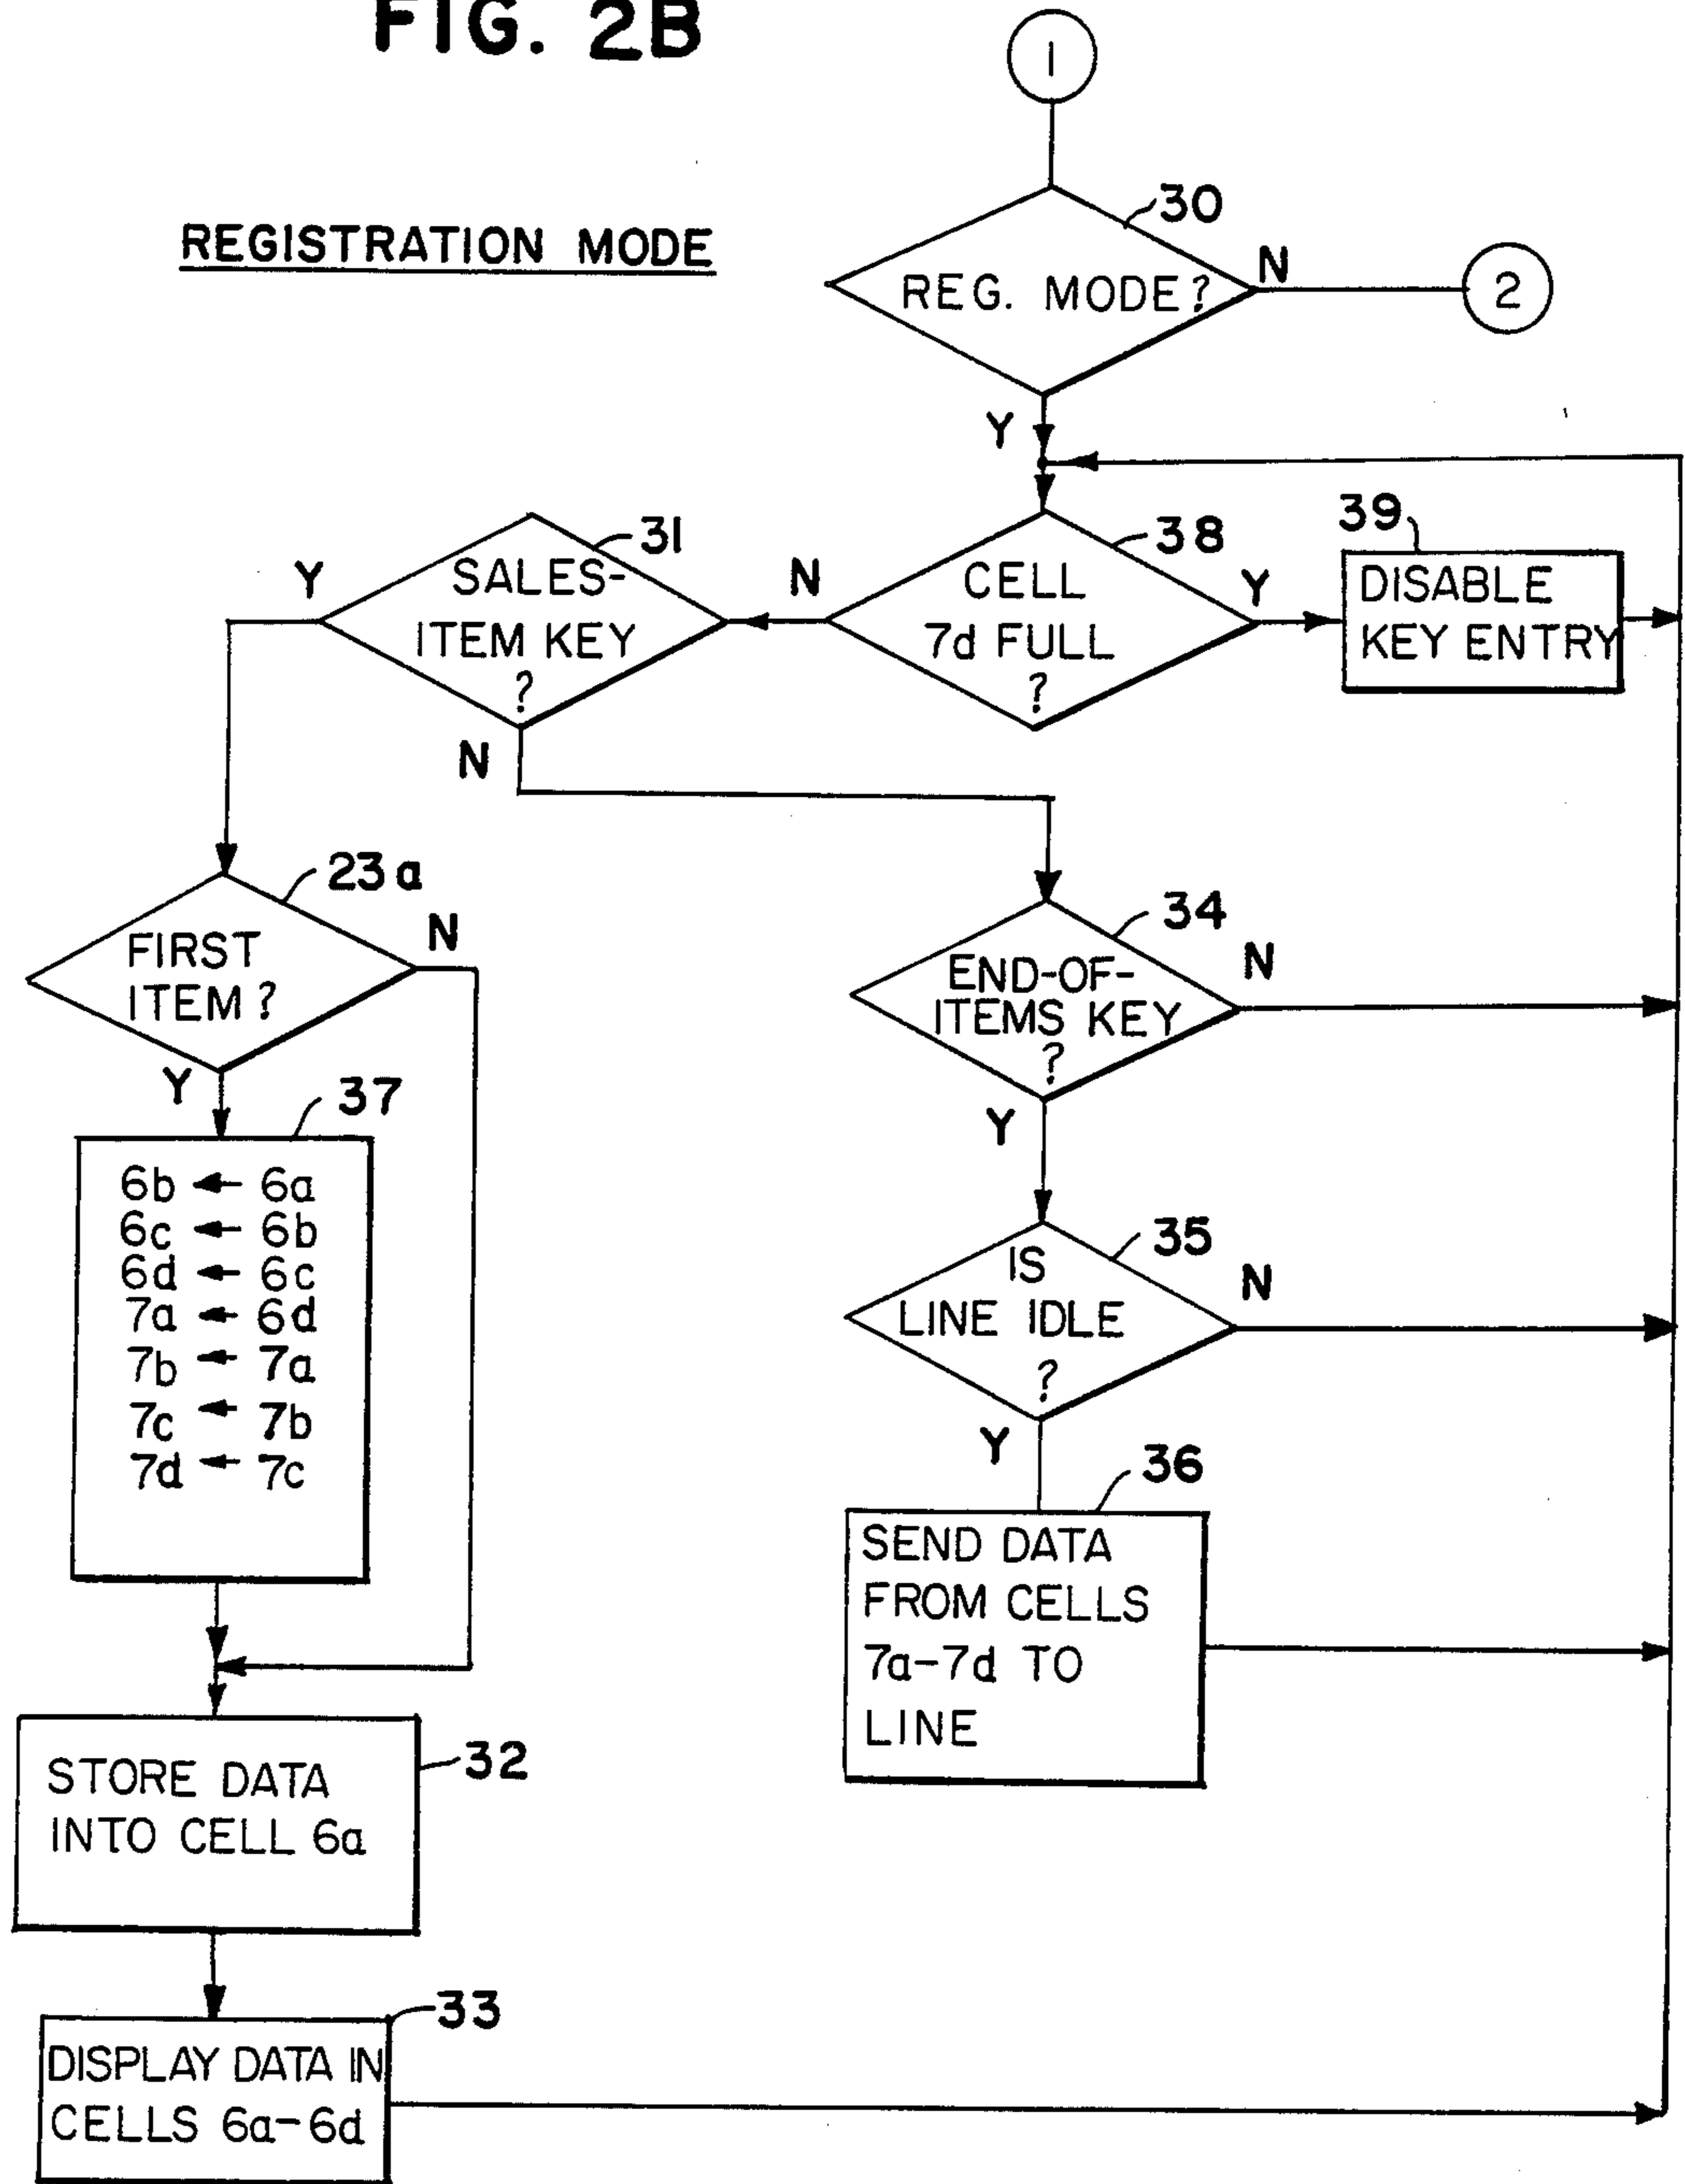 FIG. 2B
1
REGISTRATION MODE
30
REG. MODE?
N
2
Y
31
SALES-
ITEM KEY
?
Y
N
38
CELL
7d FULL
?
N
Y
39
DISABLE
KEY ENTRY
23a
FIRST
ITEM?
N
Y
34
END-OF-
ITEMS KEY
?
N
Y
37
6b ← 6a
6c ← 6b
6d ← 6c
7a ← 6d
7b ← 7a
7c ← 7b
7d ← 7c
35
IS
LINE IDLE
?
N
Y
36
SEND DATA
FROM CELLS
7a-7d TO
LINE
32
STORE DATA
INTO CELL 6a
33
DISPLAY DATA IN
CELLS 6a-6d